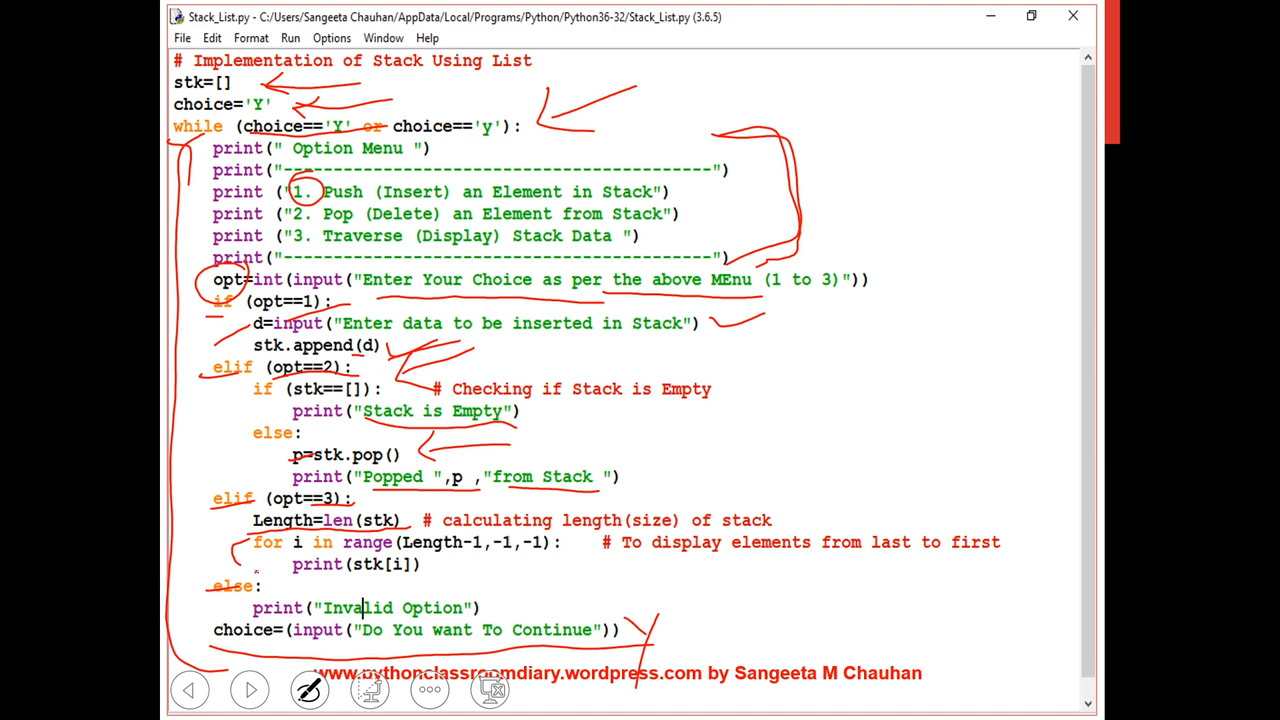 Stack_List.py - C:/Users/Sangeeta Chauhan/AppData/Local/Programs/Python/Python36-32/Stack_List.py (3.6.5)
File Edit Format Run Options Window Help
# Implementation of Stack Using List
stk=[]
choice='Y'
while (choice=='Y' or choice=='y'):
    print(" Option Menu ")
    print("-------------------------------------------")
    print ("1. Push (Insert) an Element in Stack")
    print ("2. Pop (Delete) an Element from Stack")
    print ("3. Traverse (Display) Stack Data ")
    print("-------------------------------------------")
    opt=int(input("Enter Your Choice as per the above MEnu (1 to 3)"))
    if (opt==1):
        d=input("Enter data to be inserted in Stack")
        stk.append(d)
    elif (opt==2):
        if (stk==[]):     # Checking if Stack is Empty
            print("Stack is Empty")
        else:
            p=stk.pop()
            print("Popped ",p ,"from Stack ")
    elif (opt==3):
        Length=len(stk)  # calculating length(size) of stack
        for i in range(Length-1,-1,-1):    # To display elements from last to first
            print(stk[i])
    else:
        print("Invalid Option")
    choice=(input("Do You want To Continue"))
Y
www.pythonclassroomdiary.wordpress.com by Sangeeta M Chauhan